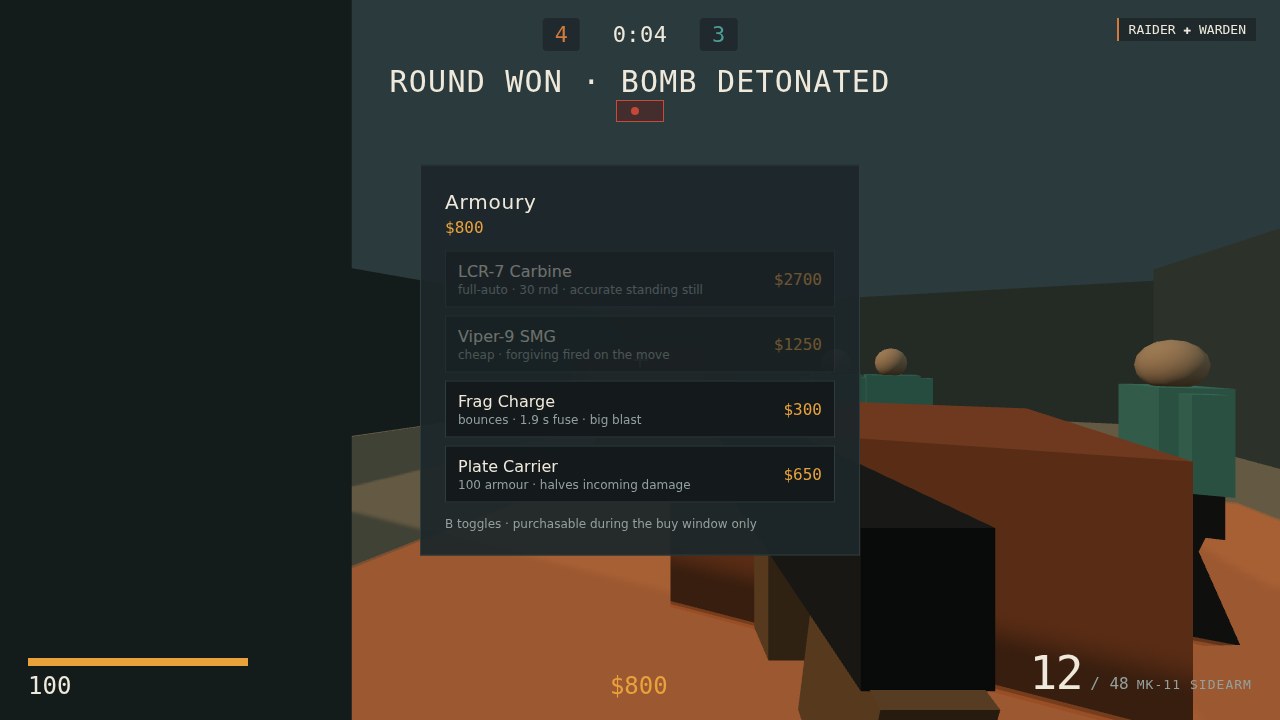 4 0:04 3
RAIDER ✚ WARDEN
ROUND WON · BOMB DETONATED
Armoury
$800
LCR-7 Carbine $2700
full-auto · 30 rnd · accurate standing still
Viper-9 SMG $1250
cheap · forgiving fired on the move
Frag Charge $300
bounces · 1.9 s fuse · big blast
Plate Carrier $650
100 armour · halves incoming damage
B toggles · purchasable during the buy window only
100
$800
12 / 48 MK-11 SIDEARM